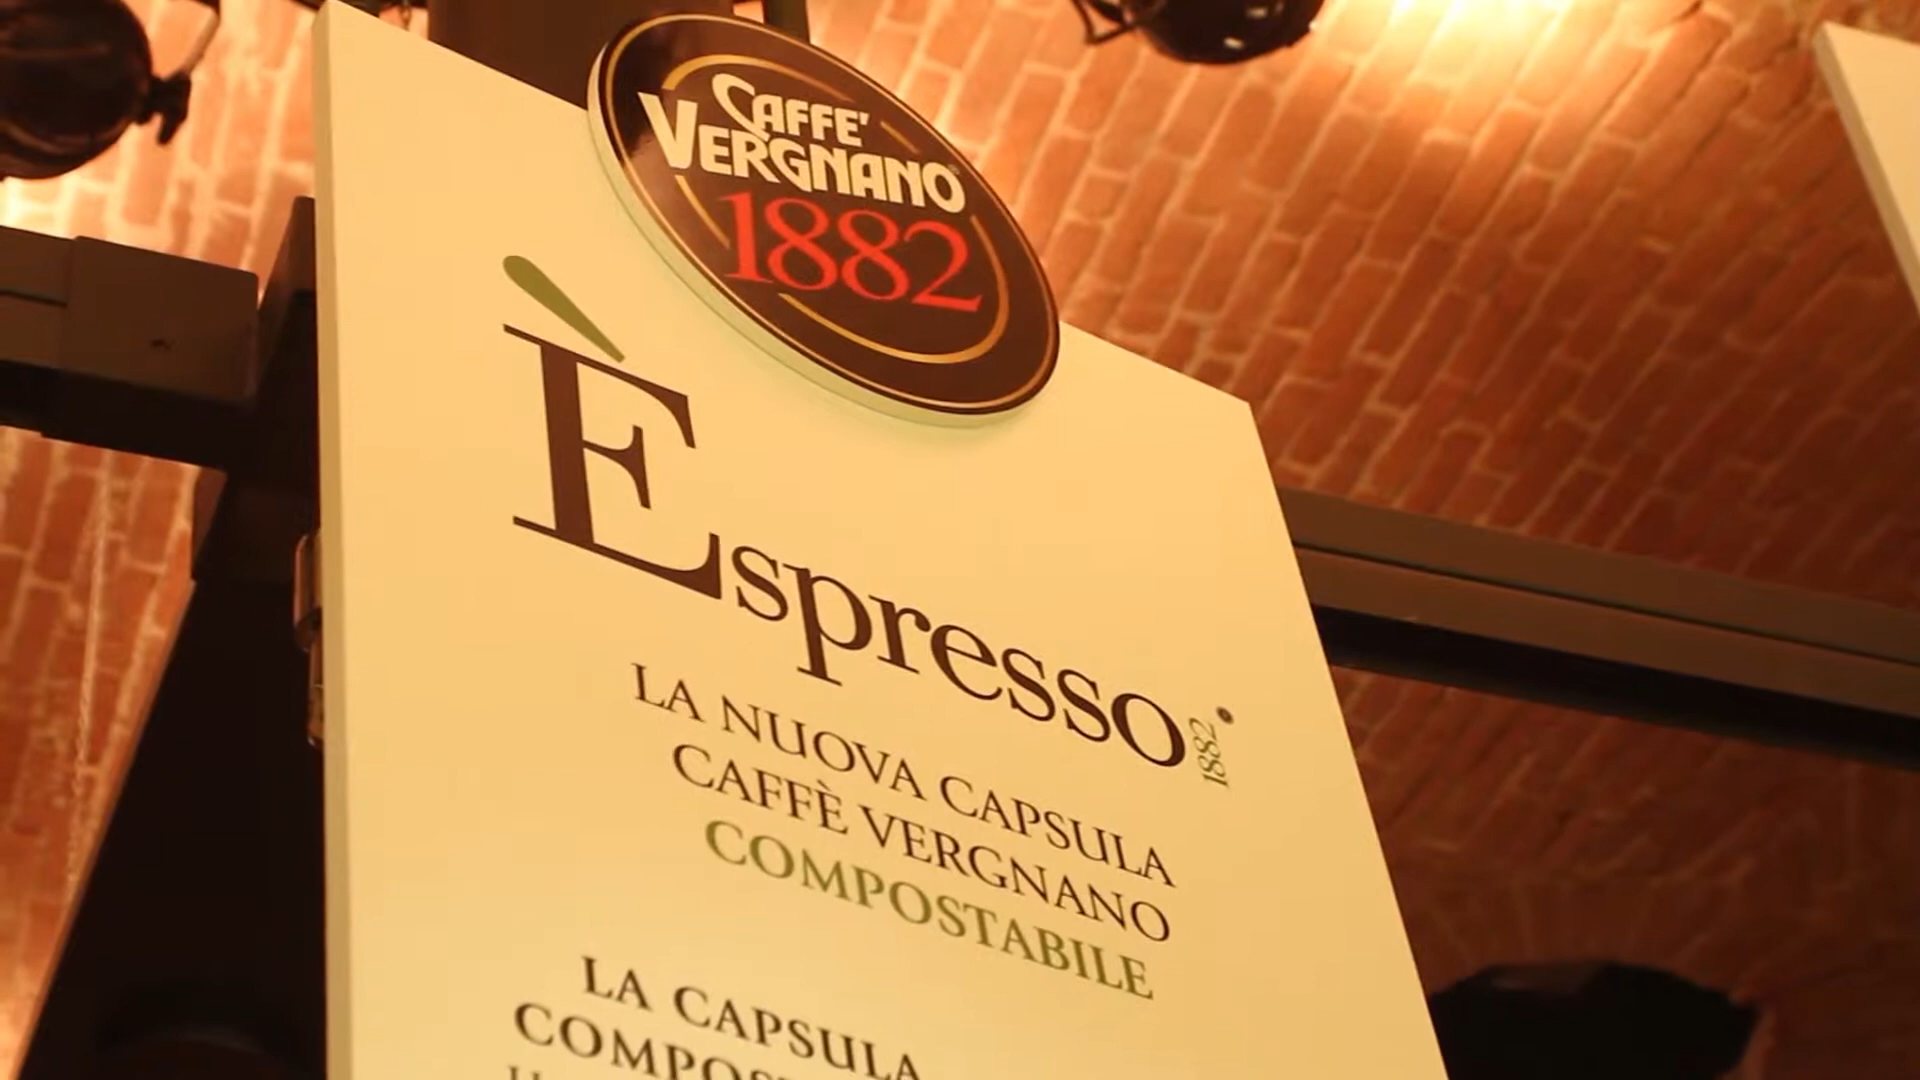 CAFFE'
VERGNANO
1882
Èspresso
1882
LA NUOVA CAPSULA
CAFFÈ VERGNANO
COMPOSTABILE
LA CAPSULA